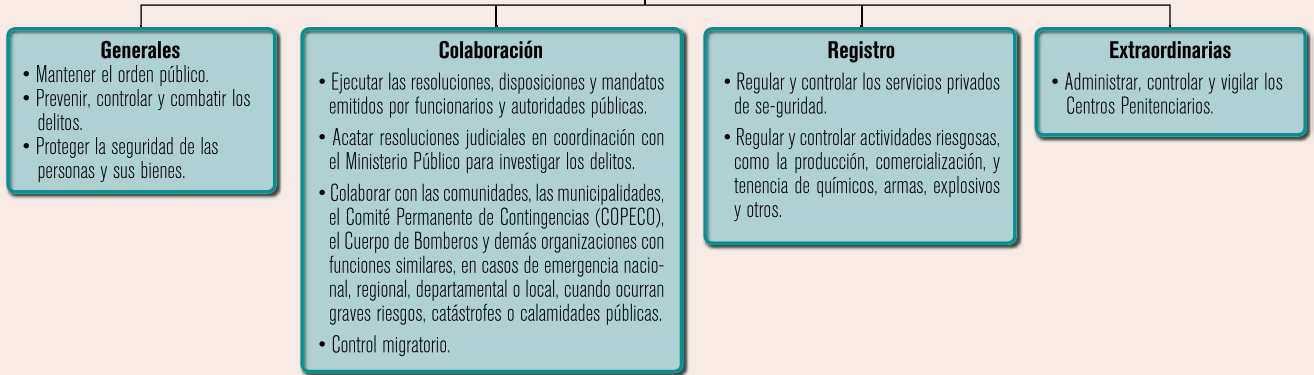 Generales
• Mantener el orden público.
• Prevenir, controlar y combatir los
delitos.
• Proteger la seguridad de las
personas y sus bienes.
Colaboración
• Ejecutar las resoluciones, disposiciones y mandatos
emitidos por funcionarios y autoridades públicas.
• Acatar resoluciones judiciales en coordinación con
el Ministerio Público para investigar los delitos.
• Colaborar con las comunidades, las municipalidades,
el Comité Permanente de Contingencias (COPECO),
el Cuerpo de Bomberos y demás organizaciones con
funciones similares, en casos de emergencia nacio-
nal, regional, departamental o local, cuando ocurran
graves riesgos, catástrofes o calamidades públicas.
• Control migratorio.
Registro
• Regular y controlar los servicios privados
de se-guridad.
• Regular y controlar actividades riesgosas,
como la producción, comercialización, y
tenencia de químicos, armas, explosivos
y otros.
Extraordinarias
• Administrar, controlar y vigilar los
Centros Penitenciarios.